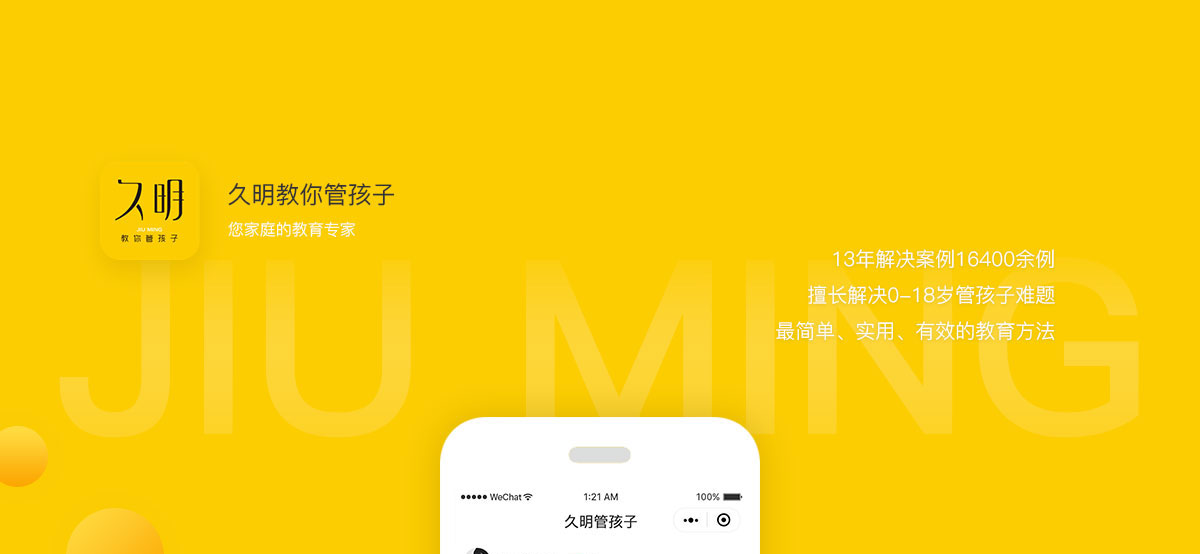 久明
JIU MING
教你管孩子
久明教你管孩子
您家庭的教育专家
13年解决案例16400余例
擅长解决0-18岁管孩子难题
最简单、实用、有效的教育方法
JIU MING
WeChat
1:21 AM
100%
久明管孩子